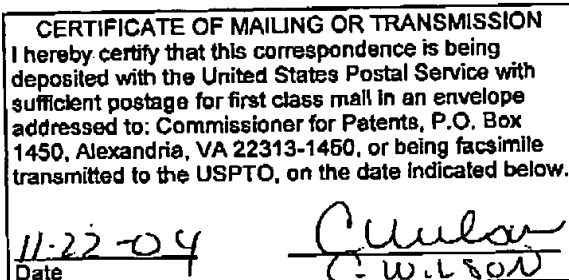 CERTIFICATE OF MAILING OR TRANSMISSION
I hereby certify that this correspondence is being
deposited with the United States Postal Service with
sufficient postage for first class mail in an envelope
addressed to: Commissioner for Patents, P.O. Box
1450, Alexandria, VA 22313-1450, or being facsimile
transmitted to the USPTO, on the date indicated below.
11-22-04 C Wilson
Date C. WILSON